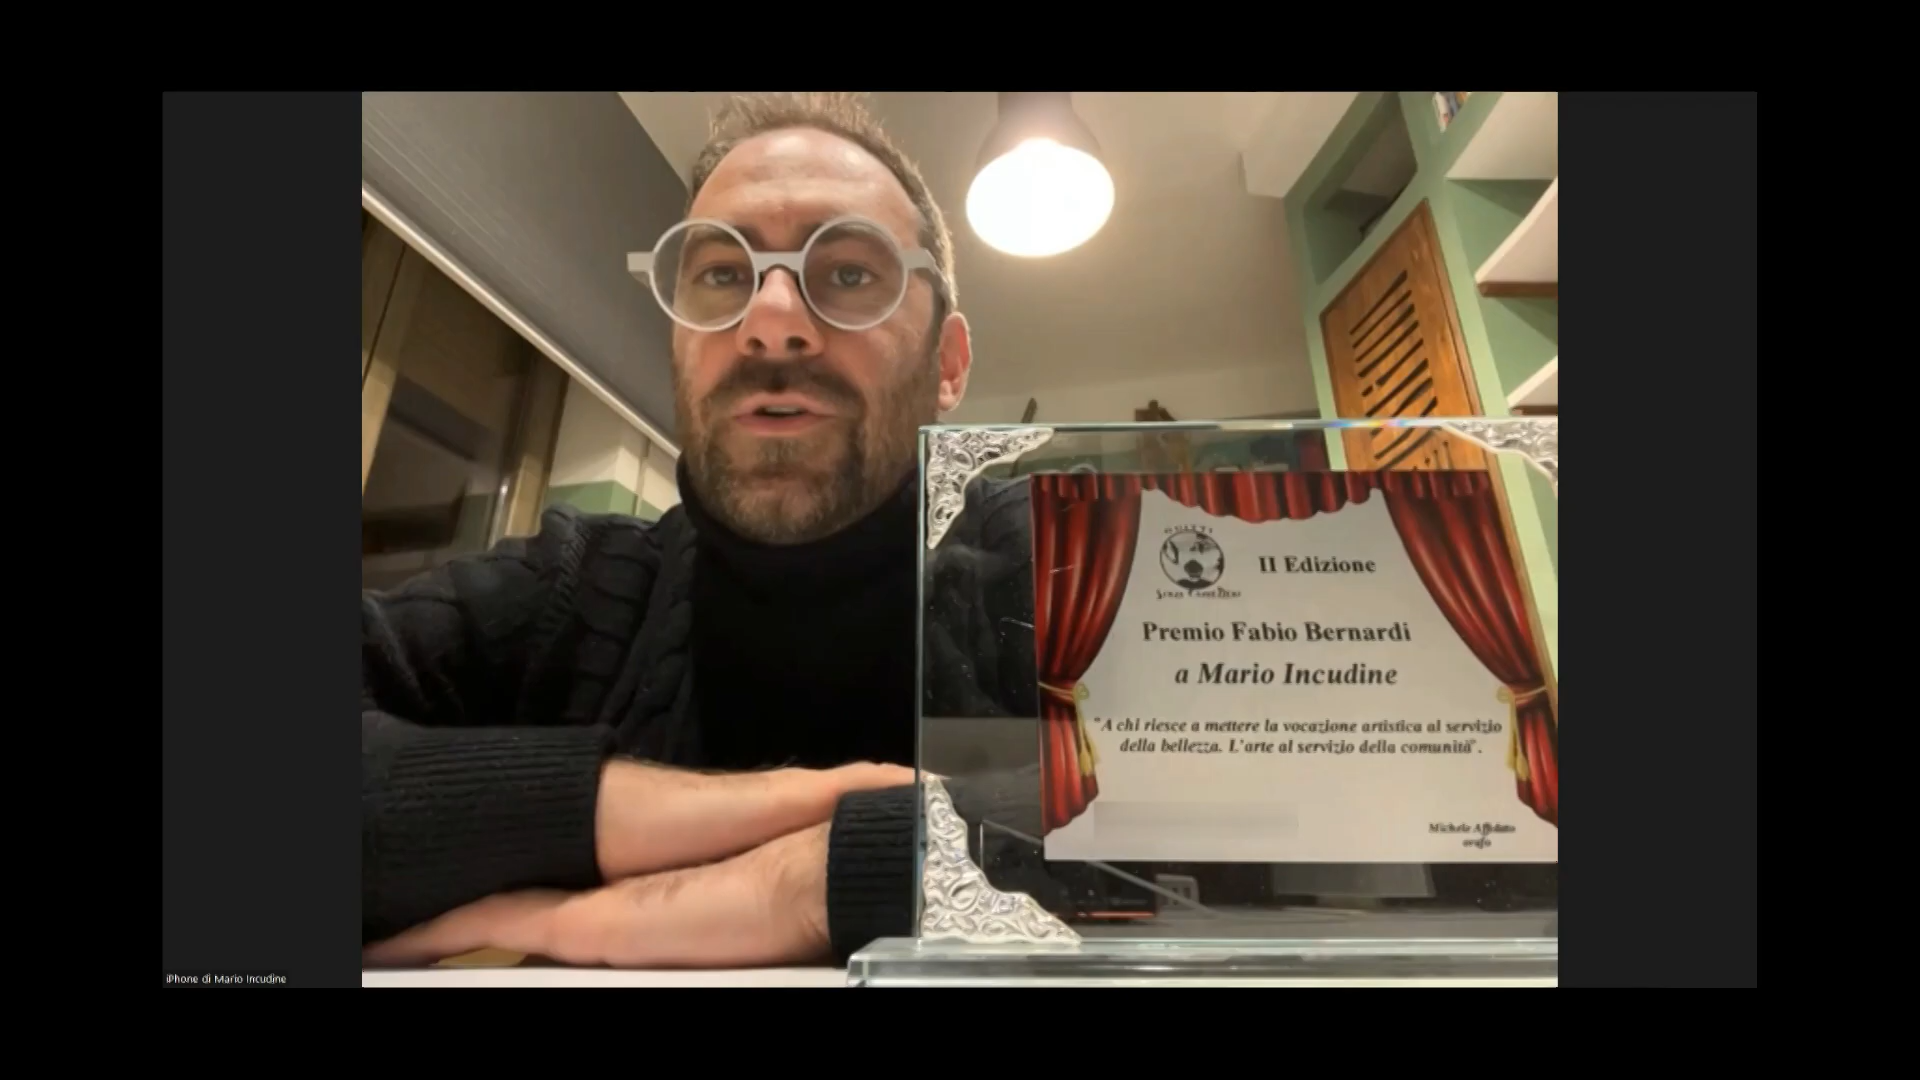 II Edizione
Premio Fabio Bernardi
a Mario Incudine
"A chi riesce a mettere la vocazione artistica al servizio
della bellezza. L'arte al servizio della comunità".
Michele Affidato
orafo
iPhone di Mario Incudine